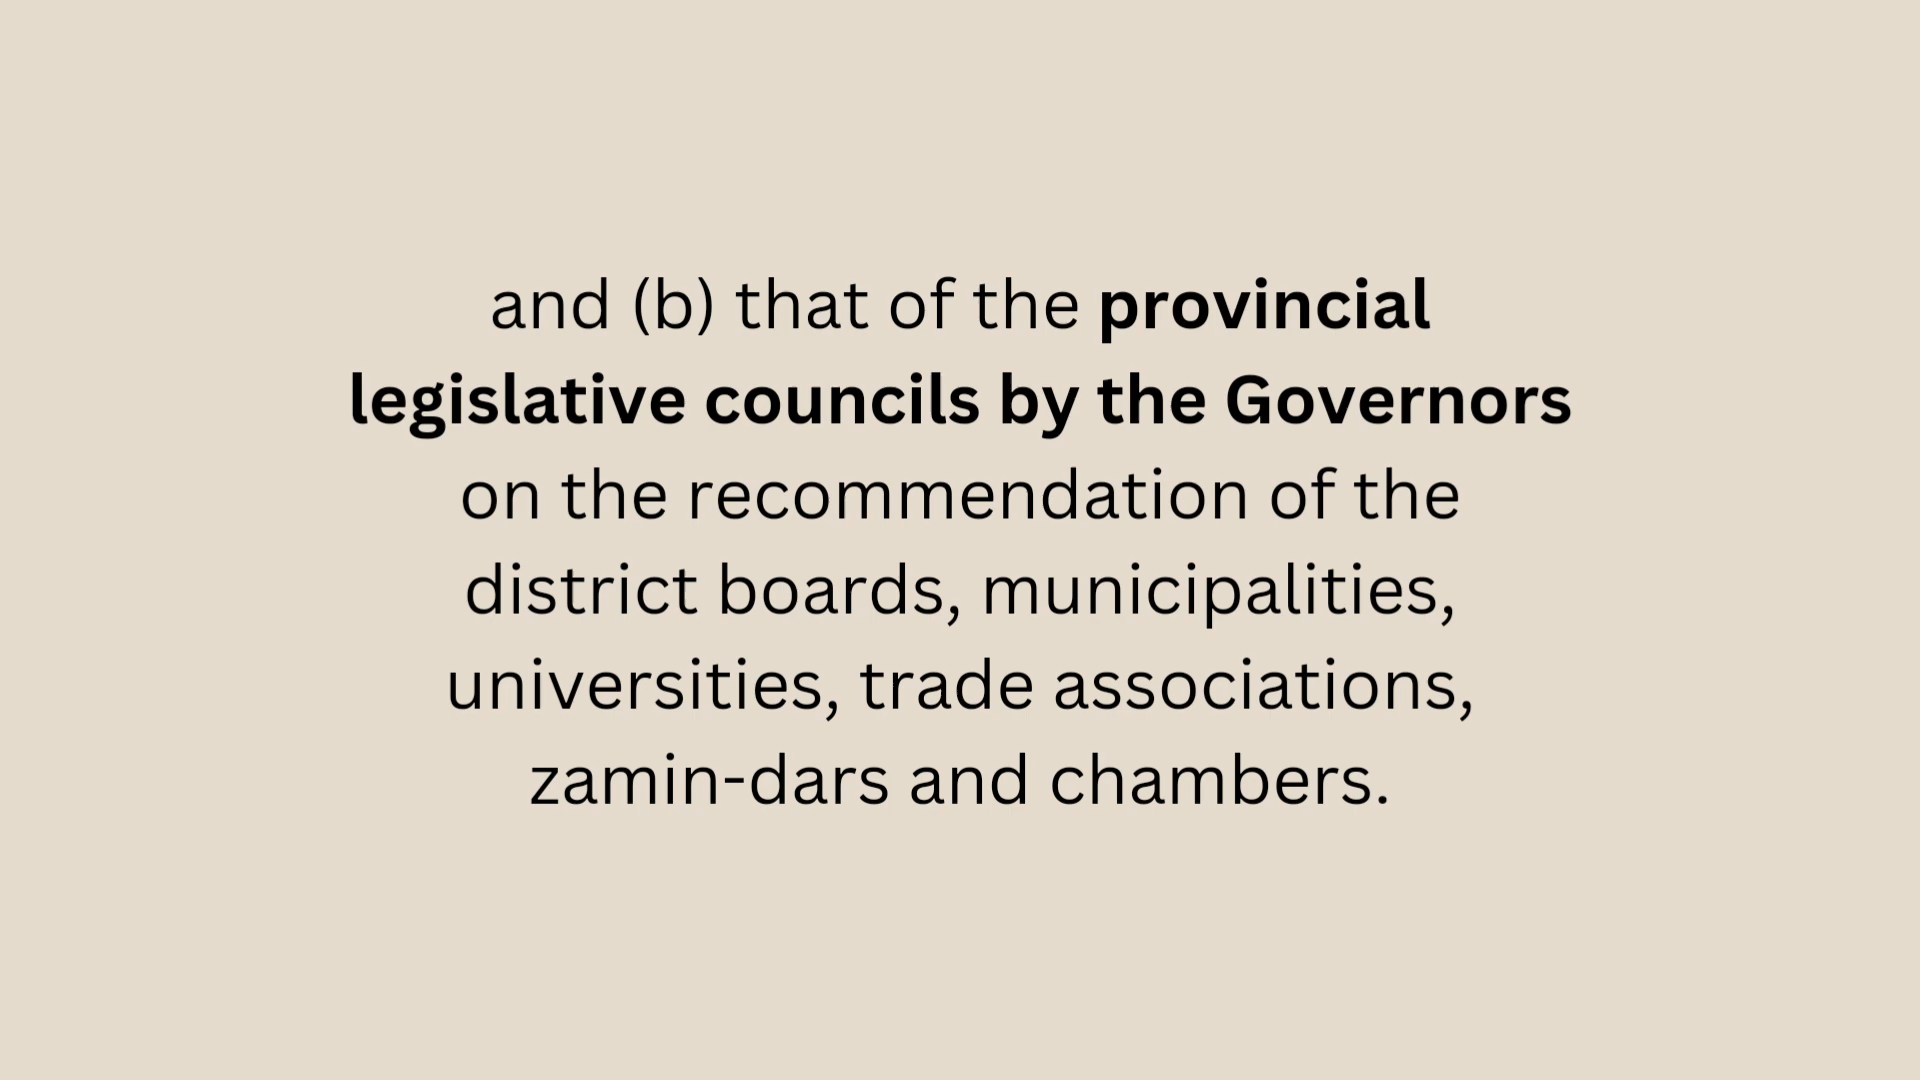 and (b) that of the provincial
legislative councils by the Governors
on the recommendation of the
district boards, municipalities,
universities, trade associations,
zamin-dars and chambers.